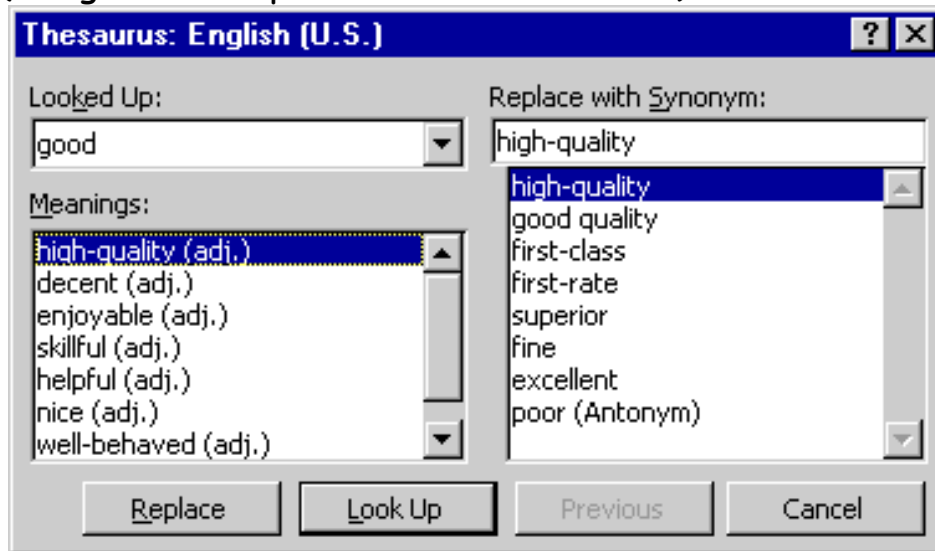 Thesaurus: English (U.S.)
Looked Up:
good
Meanings:
high-quality (adj.)
decent (adj.)
enjoyable (adj.)
skillful (adj.)
helpful (adj.)
nice (adj.)
well-behaved (adj.)
Replace with Synonym:
high-quality
high-quality
good quality
first-class
first-rate
superior
fine
excellent
poor (Antonym)
Replace
Look Up
Previous
Cancel